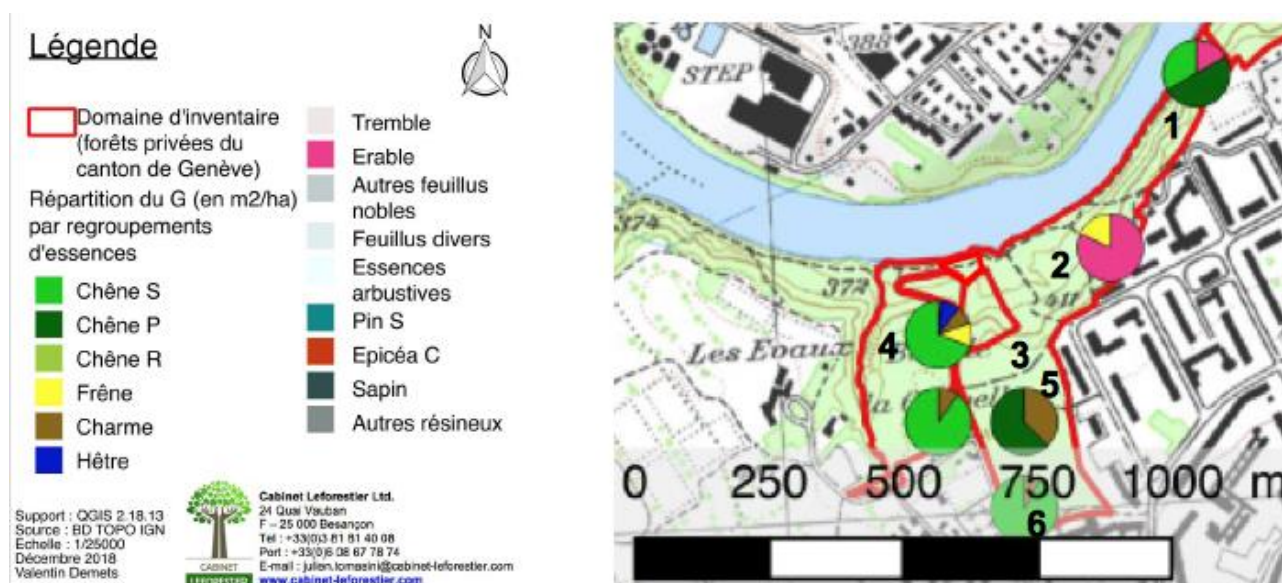 Légende
N
Domaine d'inventaire
(forêts privées du
canton de Genève)
Répartition du G (en m2/ha)
par regroupements
d'essences
Chêne S
Chêne P
Chêne R
Frêne
Charme
Hêtre
Tremble
Erable
Autres feuillus
nobles
Feuillus divers
Essences
arbustives
Pin S
Epicéa C
Sapin
Autres résineux
Support : QGIS 2.18.13
Source : BD TOPO IGN
Echelle : 1/25000
Décembre 2018
Valentin Demets
CABINET
LEFORESTIER
Cabinet Leforestier Ltd.
24 Quai Vauban
F – 25 000 Besançon
Tel : +33(0)3 81 81 40 08
Port : +33(0)6 08 67 78 74
E-mail : julien.tomasini@cabinet-leforestier.com
www.cabinet-leforestier.com
STEP
388
1
2
374
372
411
4
Les Evaux
3
5
la
0 250 500 750 1000 m
6